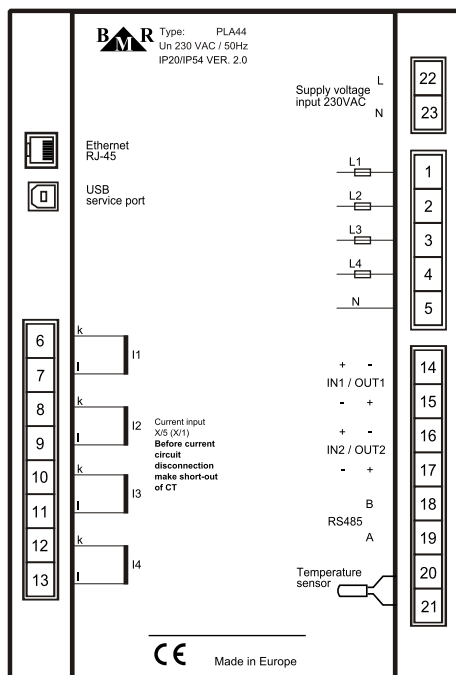 BMR
Type: PLA44
Un 230 VAC / 50Hz
IP20/IP54 VER. 2.0
Ethernet
RJ-45
USB
service port
Supply voltage
input 230VAC
L
N
22
23
L1
L2
L3
L4
N
1
2
3
4
5
6
7
8
9
10
11
12
13
k
l
I1
k
l
I2
k
l
I3
k
l
I4
Current input
X/5 (X/1)
Before current
circuit
disconnection
make short-out
of CT
+ -
IN1 / OUT1
- +
+ -
IN2 / OUT2
- +
B
RS485
A
Temperature
sensor
14
15
16
17
18
19
20
21
CE
Made in Europe